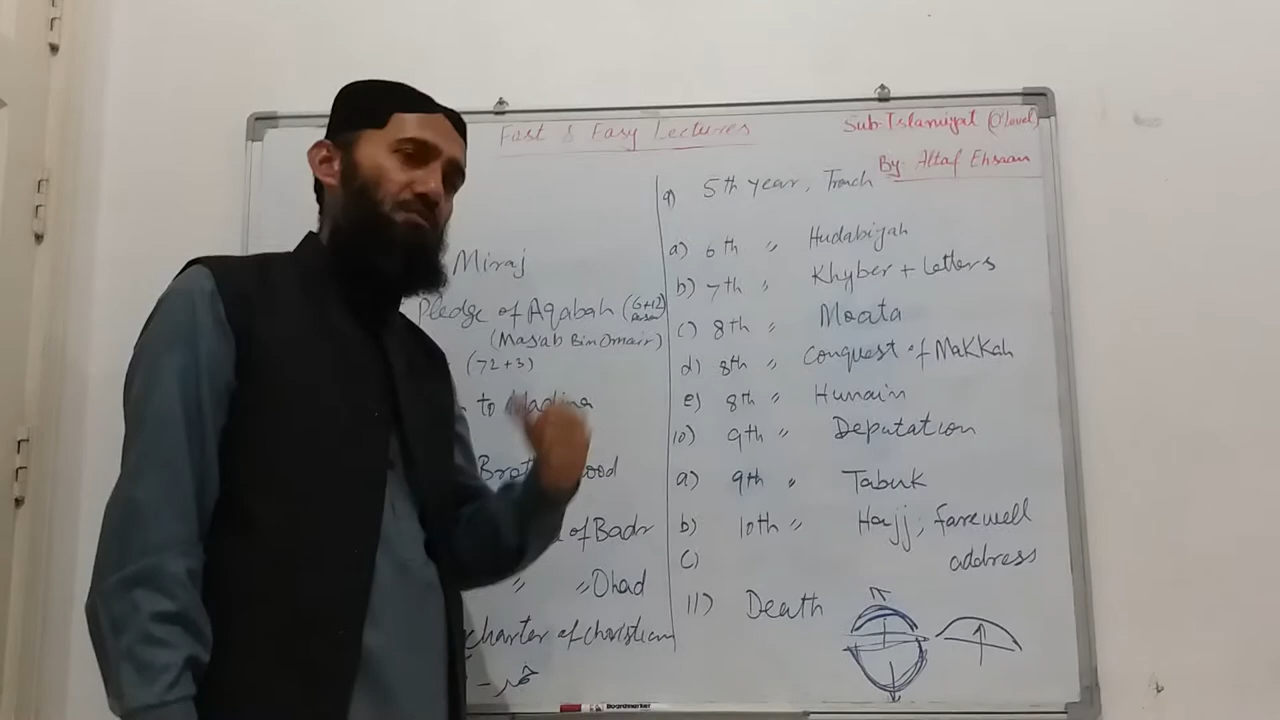 Fast & Easy Lectures
Sub: Islamiyat (O'level)
By: Altaf Ehsaan
Miraj
Pledge of Aqabah (6+12
(Masab Bin Omair)
(72+3)
to Madina
of Badr
" " Ohad
charter of christian
9) 5th year, Trench
a) 6th " Hudabiyah
b) 7th " Khyber + letters
c) 8th " Moata
d) 8th " conquest of Makkah
e) 8th " Hunain
10) 9th " Deputation
a) 9th " Tabuk
b) 10th " Hajj, farewell
c) address
11) Death
Boardmarker